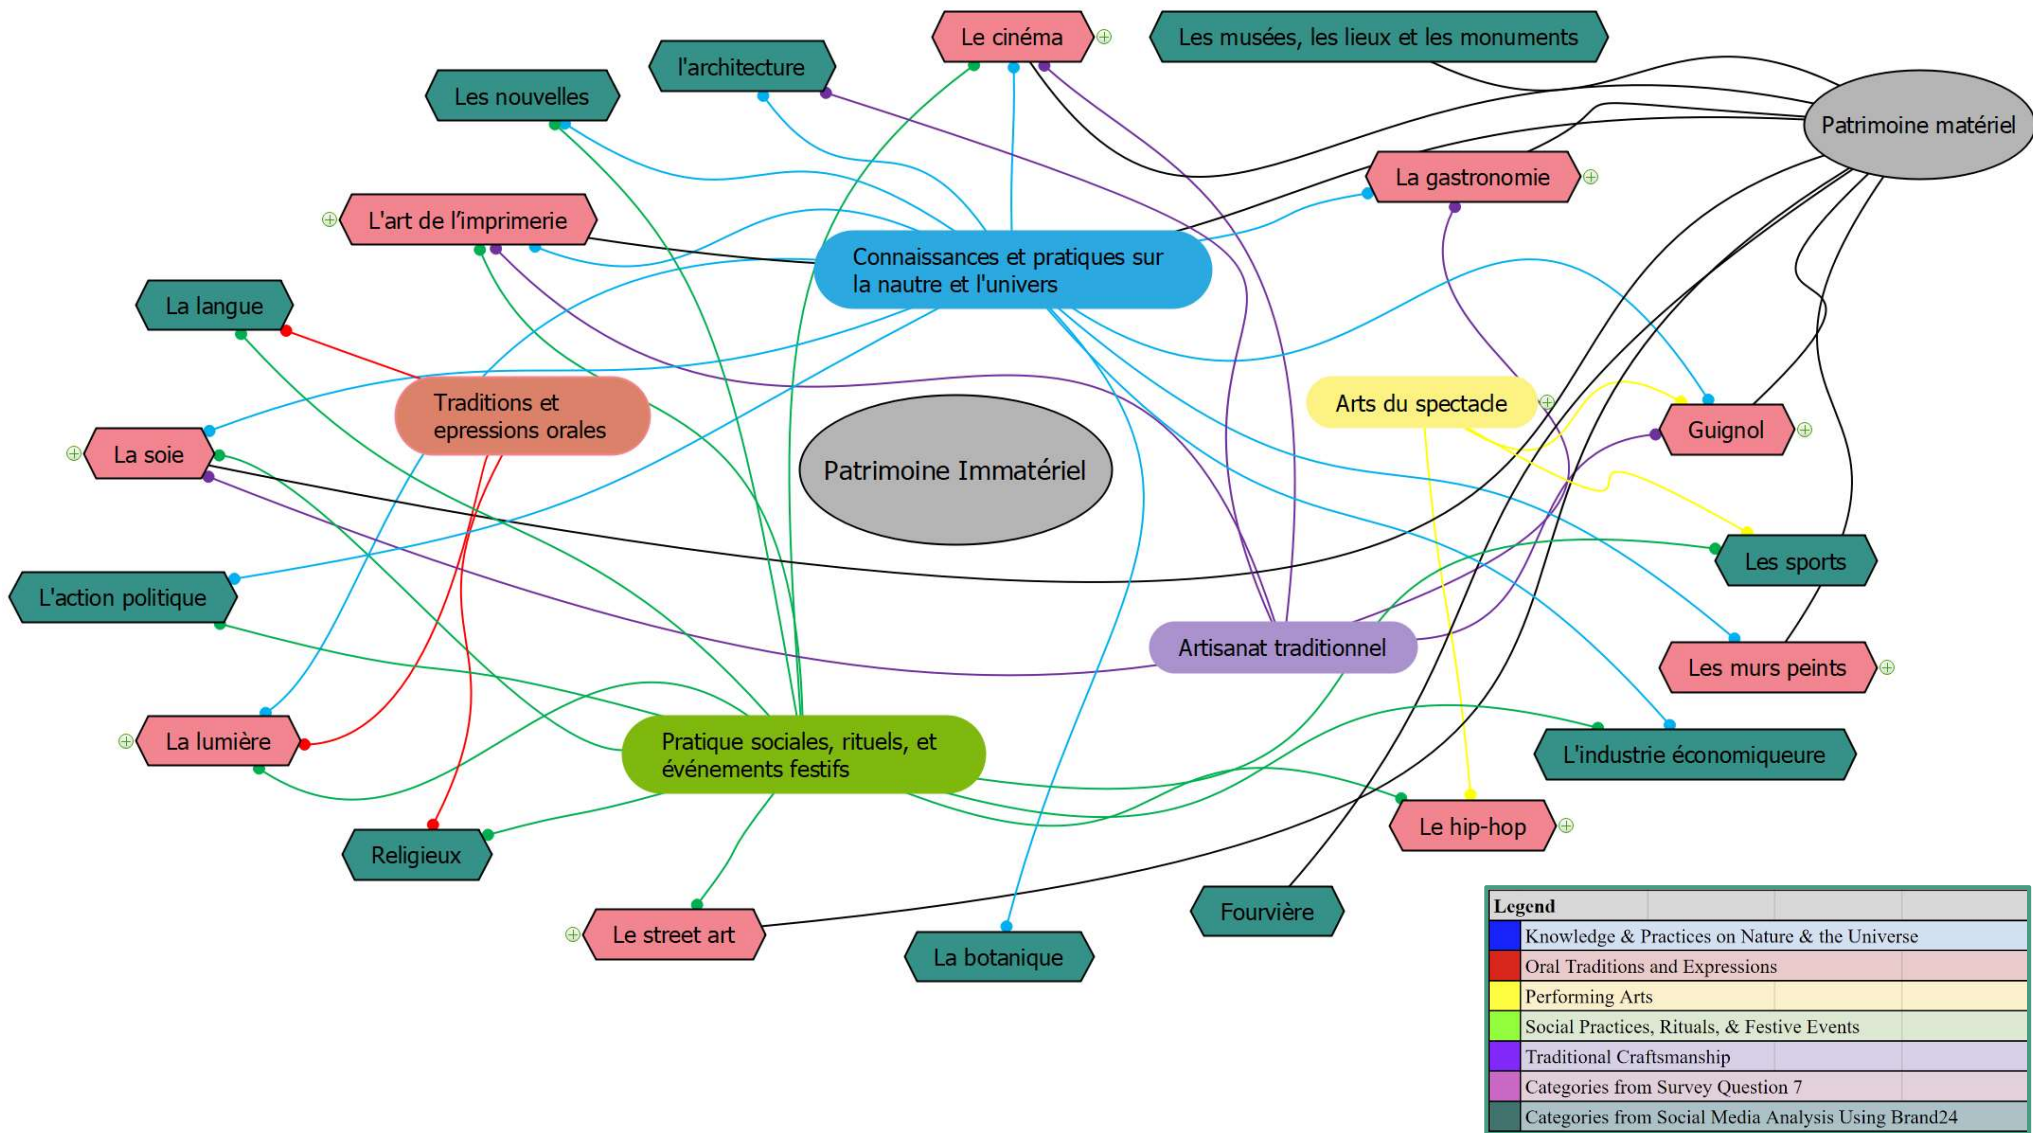 Le cinéma
Les musées, les lieux et les monuments
l'architecture
Les nouvelles
Patrimoine matériel
La gastronomie
L'art de l’imprimerie
Connaissances et pratiques sur
la nautre et l'univers
La langue
Traditions et
epressions orales
Arts du spectacle
Guignol
La soie
Patrimoine Immatériel
Les sports
L'action politique
Artisanat traditionnel
Les murs peints
La lumière
Pratique sociales, rituels, et
événements festifs
L'industrie économiqueure
Le hip-hop
Religieux
Fourvière
Le street art
La botanique
Legend
Knowledge & Practices on Nature & the Universe
Oral Traditions and Expressions
Performing Arts
Social Practices, Rituals, & Festive Events
Traditional Craftsmanship
Categories from Survey Question 7
Categories from Social Media Analysis Using Brand24